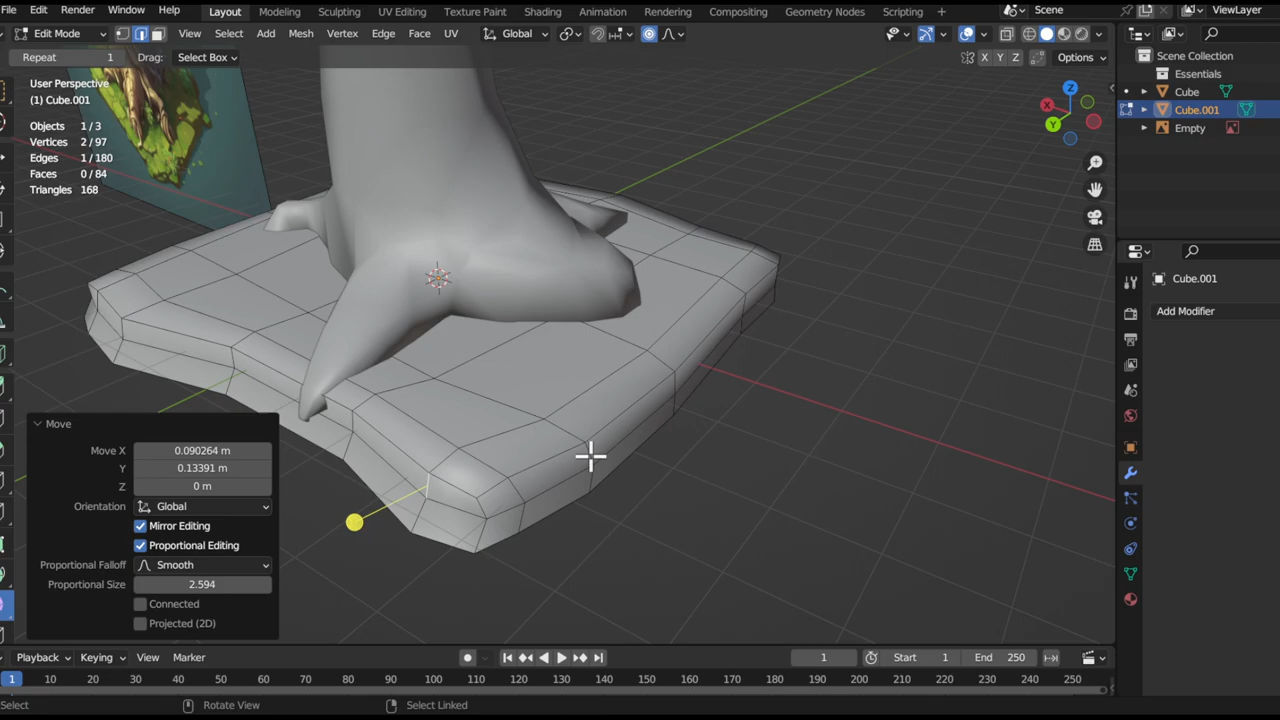 File Edit Render Window Help Layout Modeling Sculpting UV Editing Texture Paint Shading Animation Rendering Compositing Geometry Nodes Scripting + Scene ViewLayer
Edit Mode View Select Add Mesh Vertex Edge Face UV Global
Repeat 1 Drag: Select Box X Y Z Options
User Perspective
(1) Cube.001
Objects 1/3
Vertices 2/97
Edges 1/180
Faces 0/84
Triangles 168
Z
X
Y
Scene Collection
Essentials
Cube
Cube.001
Empty
Cube.001
Add Modifier
Move
Move X 0.090264 m
Y 0.13391 m
Z 0 m
Orientation Global
Mirror Editing
Proportional Editing
Proportional Falloff Smooth
Proportional Size 2.594
Connected
Projected (2D)
Playback Keying View Marker 1 Start 1 End 250
1 10 20 30 40 50 60 70 80 90 100 110 120 130 140 150 160 170 180 190 200 210 220 230 240 250
Select Rotate View Select Linked